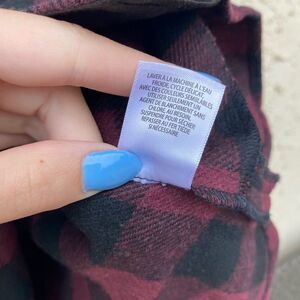 LAVER À LA MACHINE À L'EAU
FROIDE, CYCLE DÉLICAT,
AVEC DES COULEURS SEMBLABLES
UTILISER SEULEMENT UN
AGENT DE BLANCHIMENT SANS
CHLORE, AU BESOIN.
SUSPENDRE POUR SÉCHER
REPASSER AU FER TIÈDE
SI NÉCESSAIRE